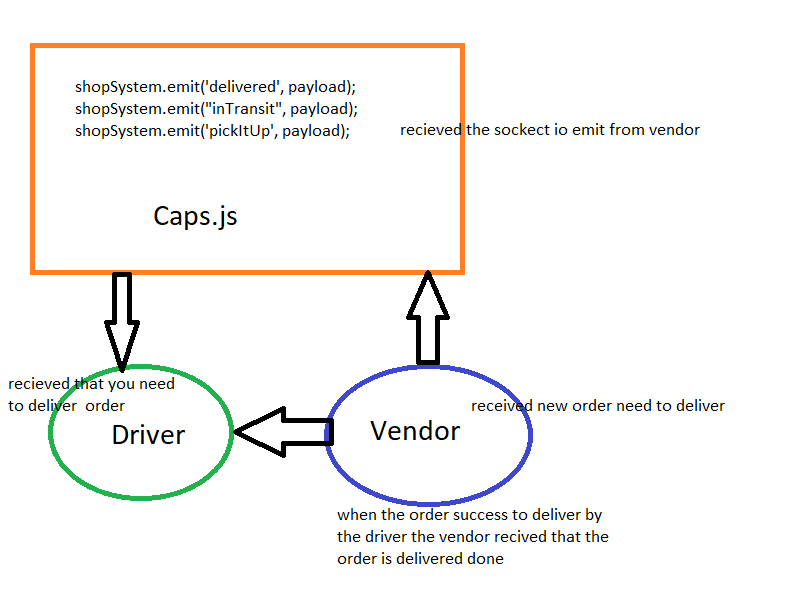 shopSystem.emit('delivered', payload);
shopSystem.emit("inTransit", payload);
shopSystem.emit('pickItUp', payload);
recieved the sockect io emit from vendor
Caps.js
recieved that you need
to deliver order
Driver
Vendor
received new order need to deliver
when the order success to deliver by
the driver the vendor recived that the
order is delivered done